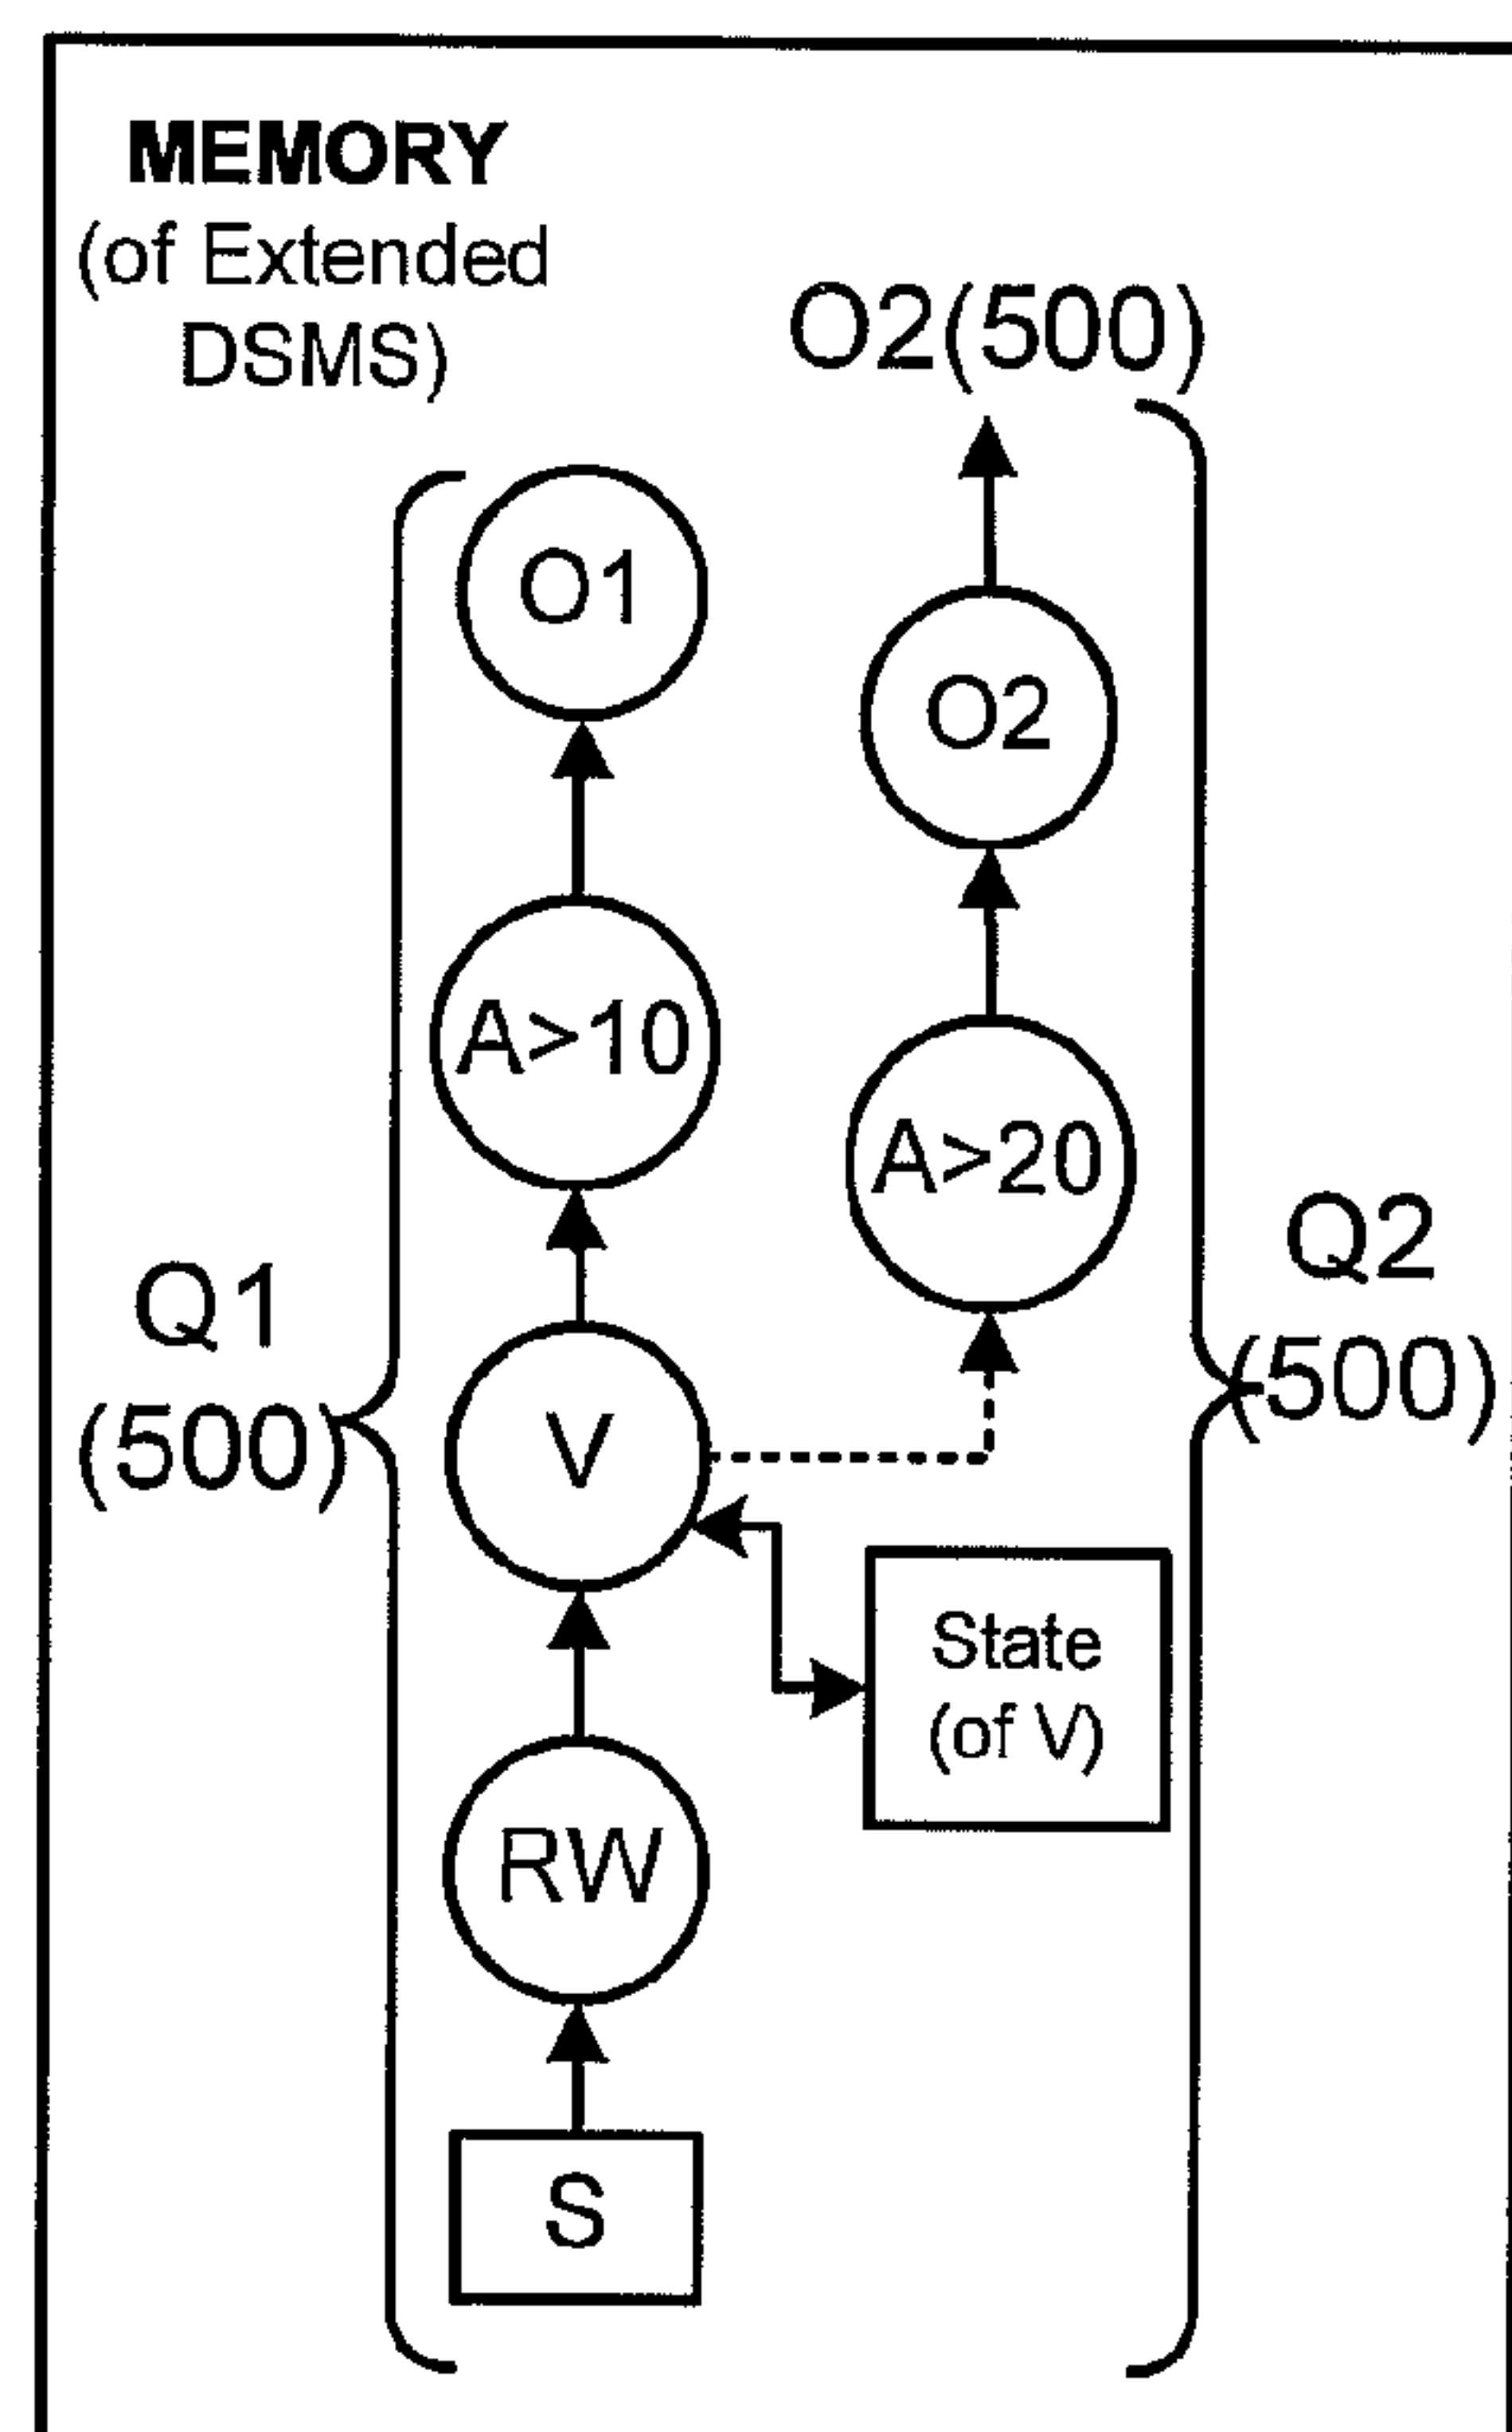 MEMORY
(of Extended
DSMS)
O2(500)
O1
O2
A>10
A>20
Q1
(500)
Q2
(500)
V
State
(of V)
RW
S